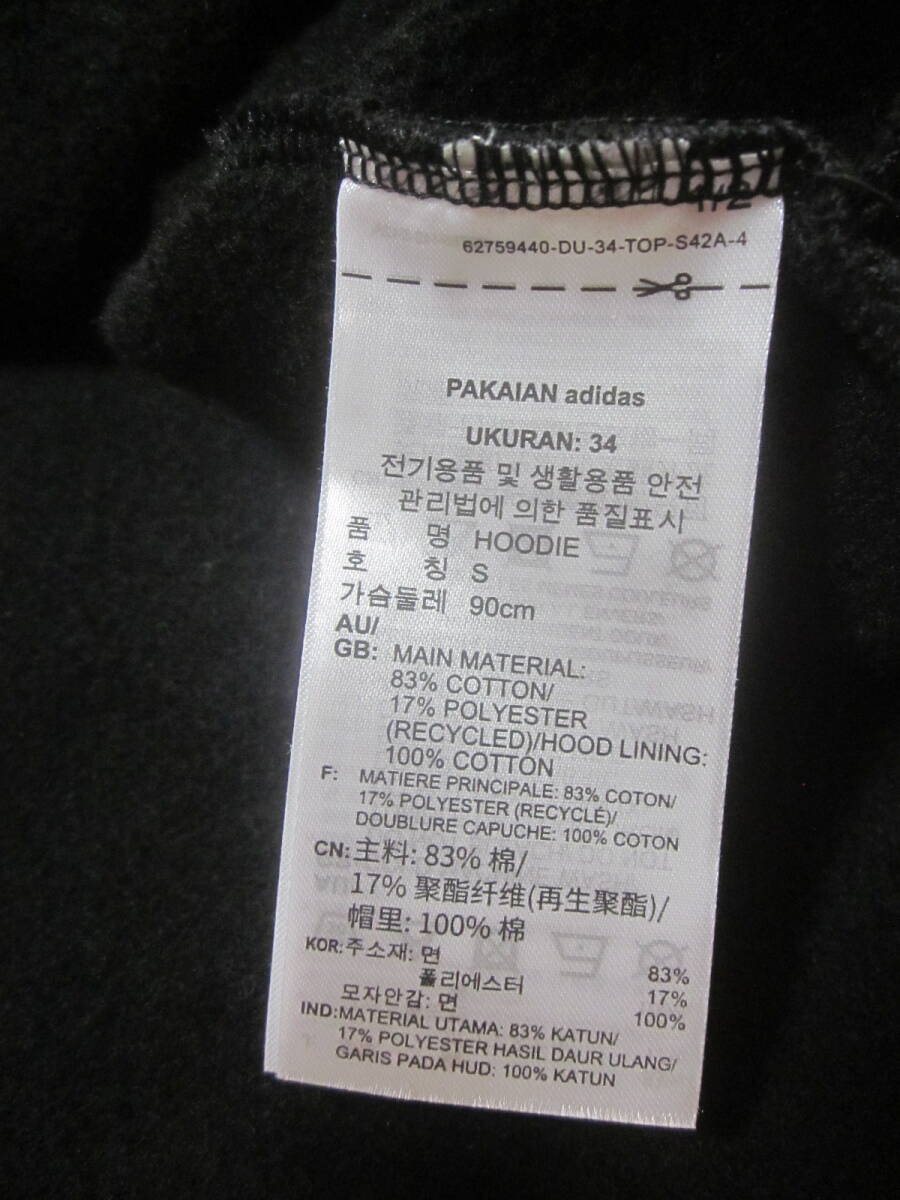 1/2
62759440-DU-34-TOP-S42A-4
PAKAIAN adidas
UKURAN: 34
전기용품 및 생활용품 안전
관리법에 의한 품질표시
품 명 HOODIE
호 칭 S
가슴둘레 90cm
AU/
GB: MAIN MATERIAL:
83% COTTON/
17% POLYESTER
(RECYCLED)/HOOD LINING:
100% COTTON
F: MATIERE PRINCIPALE: 83% COTON/
17% POLYESTER (RECYCLÉ)/
DOUBLURE CAPUCHE: 100% COTON
CN: 主料: 83% 棉/
17% 聚酯纤维(再生聚酯)/
帽里: 100% 棉
KOR: 주소재: 면 83%
폴리에스터 17%
모자안감: 면 100%
IND: MATERIAL UTAMA: 83% KATUN/
17% POLYESTER HASIL DAUR ULANG/
GARIS PADA HUD: 100% KATUN